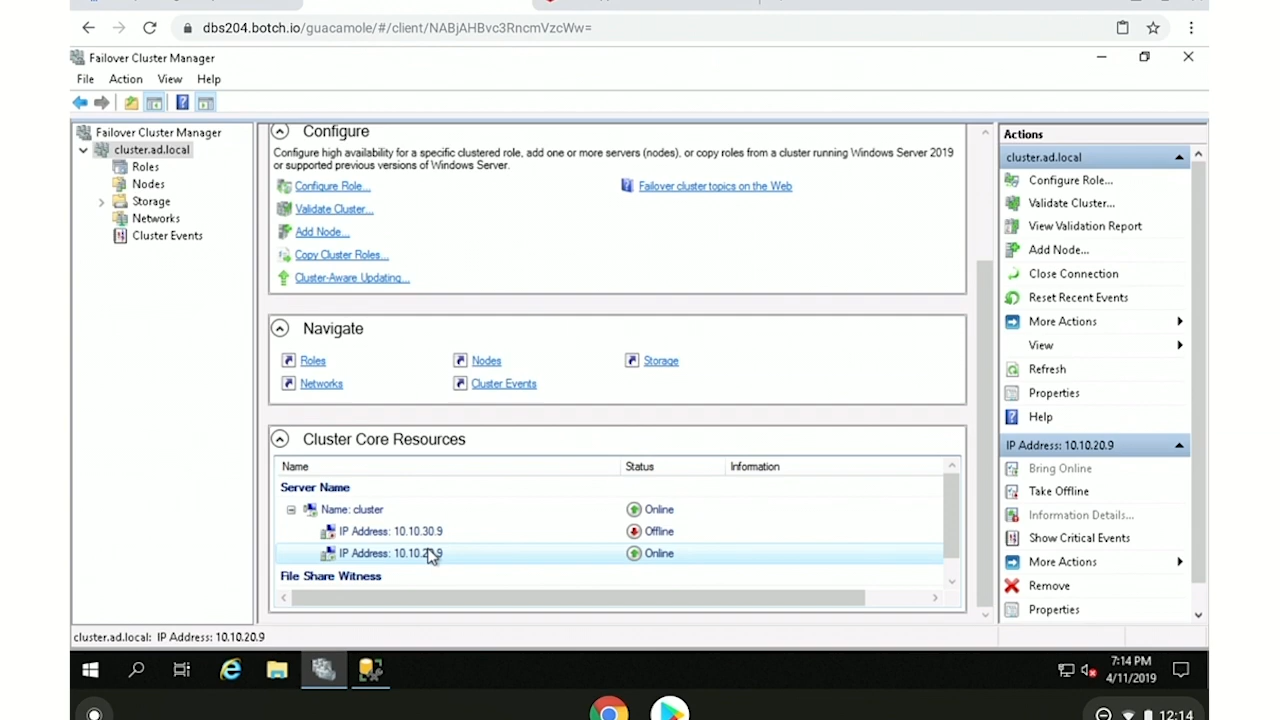 dbs204.botch.io/guacamole/#/client/NABjAHBvc3RncmVzcWw=
Failover Cluster Manager
File Action View Help
Failover Cluster Manager
cluster.ad.local
Roles
Nodes
Storage
Networks
Cluster Events
Configure
Configure high availability for a specific clustered role, add one or more servers (nodes), or copy roles from a cluster running Windows Server 2019
or supported previous versions of Windows Server.
Configure Role...
Failover cluster topics on the Web
Validate Cluster...
Add Node...
Copy Cluster Roles...
Cluster-Aware Updating...
Navigate
Roles Nodes Storage
Networks Cluster Events
Cluster Core Resources
Name Status Information
Server Name
Name: cluster Online
IP Address: 10.10.30.9 Offline
IP Address: 10.10.20.9 Online
File Share Witness
Actions
cluster.ad.local
Configure Role...
Validate Cluster...
View Validation Report
Add Node...
Close Connection
Reset Recent Events
More Actions
View
Refresh
Properties
Help
IP Address: 10.10.20.9
Bring Online
Take Offline
Information Details...
Show Critical Events
More Actions
Remove
Properties
cluster.ad.local: IP Address: 10.10.20.9
7:14 PM
4/11/2019
12:14